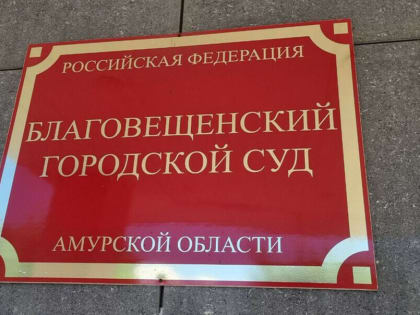 РОССИЙСКАЯ ФЕДЕРАЦИЯ
БЛАГОВЕЩЕНСКИЙ
ГОРОДСКОЙ СУД
АМУРСКОЙ ОБЛАСТИ